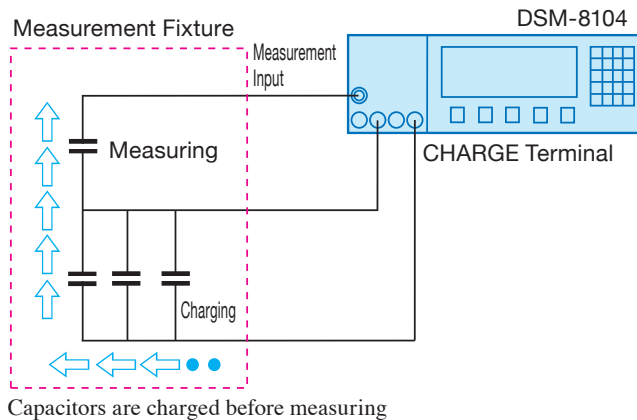 DSM-8104
Measurement Fixture
Measurement
Input
Measuring
CHARGE Terminal
Charging
Capacitors are charged before measuring